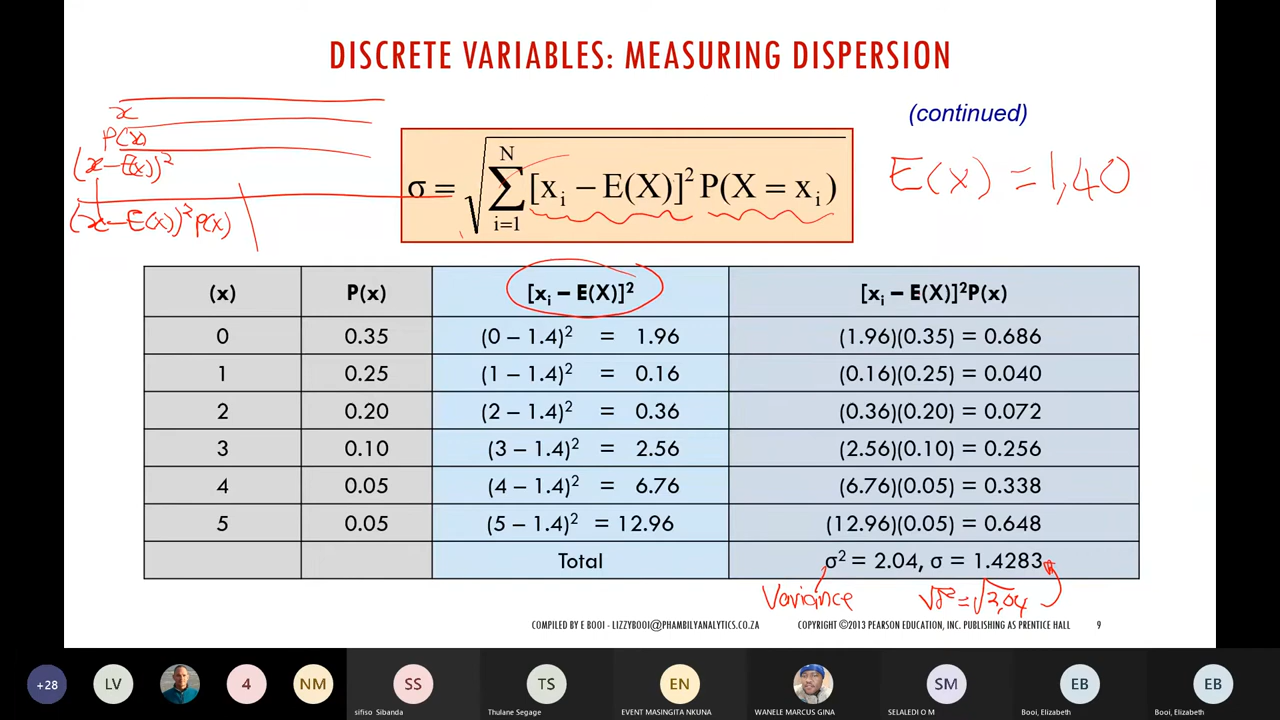 DISCRETE VARIABLES: MEASURING DISPERSION
(continued)
x
P(x)
(x – E(x))²
(x – E(x))² P(x)
σ = √ N Σ i=1 [xᵢ – E(X)]² P(X = xᵢ)
E(x) = 1,40
(x) P(x) [xᵢ – E(X)]² [xᵢ – E(X)]²P(x)
0 0.35 (0 – 1.4)² = 1.96 (1.96)(0.35) = 0.686
1 0.25 (1 – 1.4)² = 0.16 (0.16)(0.25) = 0.040
2 0.20 (2 – 1.4)² = 0.36 (0.36)(0.20) = 0.072
3 0.10 (3 – 1.4)² = 2.56 (2.56)(0.10) = 0.256
4 0.05 (4 – 1.4)² = 6.76 (6.76)(0.05) = 0.338
5 0.05 (5 – 1.4)² = 12.96 (12.96)(0.05) = 0.648
Total σ² = 2.04, σ = 1.4283
Variance √σ² = √2,04
COMPILED BY E BOOI - LIZZYBOOI@PHAMBILYANALYTICS.CO.ZA COPYRIGHT ©2013 PEARSON EDUCATION, INC. PUBLISHING AS PRENTICE HALL 9
+28 LV 4 NM SS TS EN SM EB EB
sifiso Sibanda Thulane Segage EVENT MASINGITA NKUNA WANELE MARCUS GINA SELALEDI O M Booi, Elizabeth Booi, Elizabeth